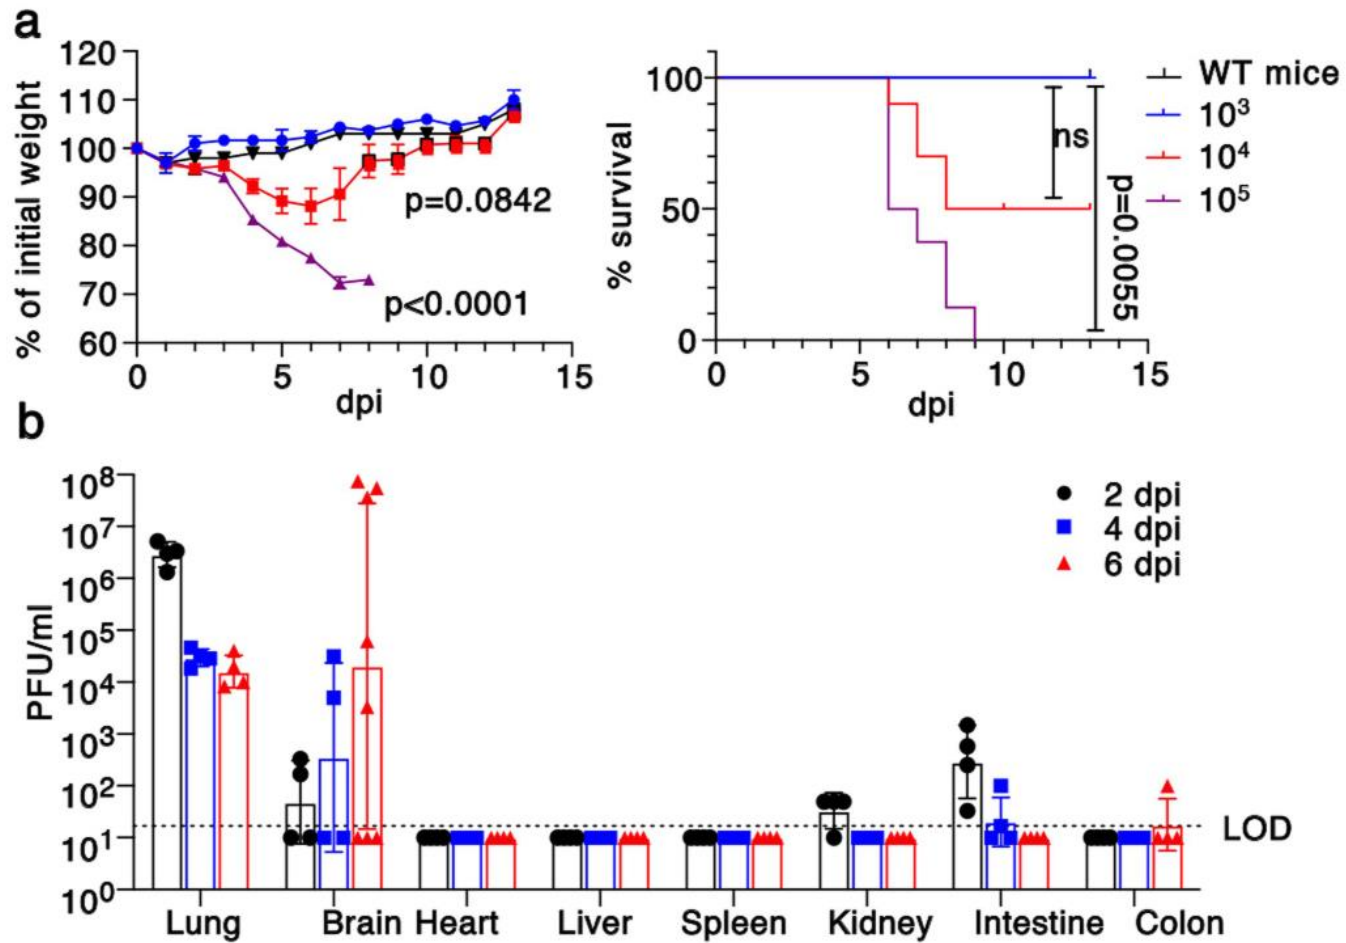 a
% of initial weight
120
110
100
90
80
70
60
0 5 10 15
dpi
p=0.0842
p<0.0001
% survival
100
50
0
0 5 10 15
dpi
ns
p=0.0055
WT mice
10³
10⁴
10⁵
b
PFU/ml
10⁸
10⁷
10⁶
10⁵
10⁴
10³
10²
10¹
10⁰
2 dpi
4 dpi
6 dpi
LOD
Lung Brain Heart Liver Spleen Kidney Intestine Colon